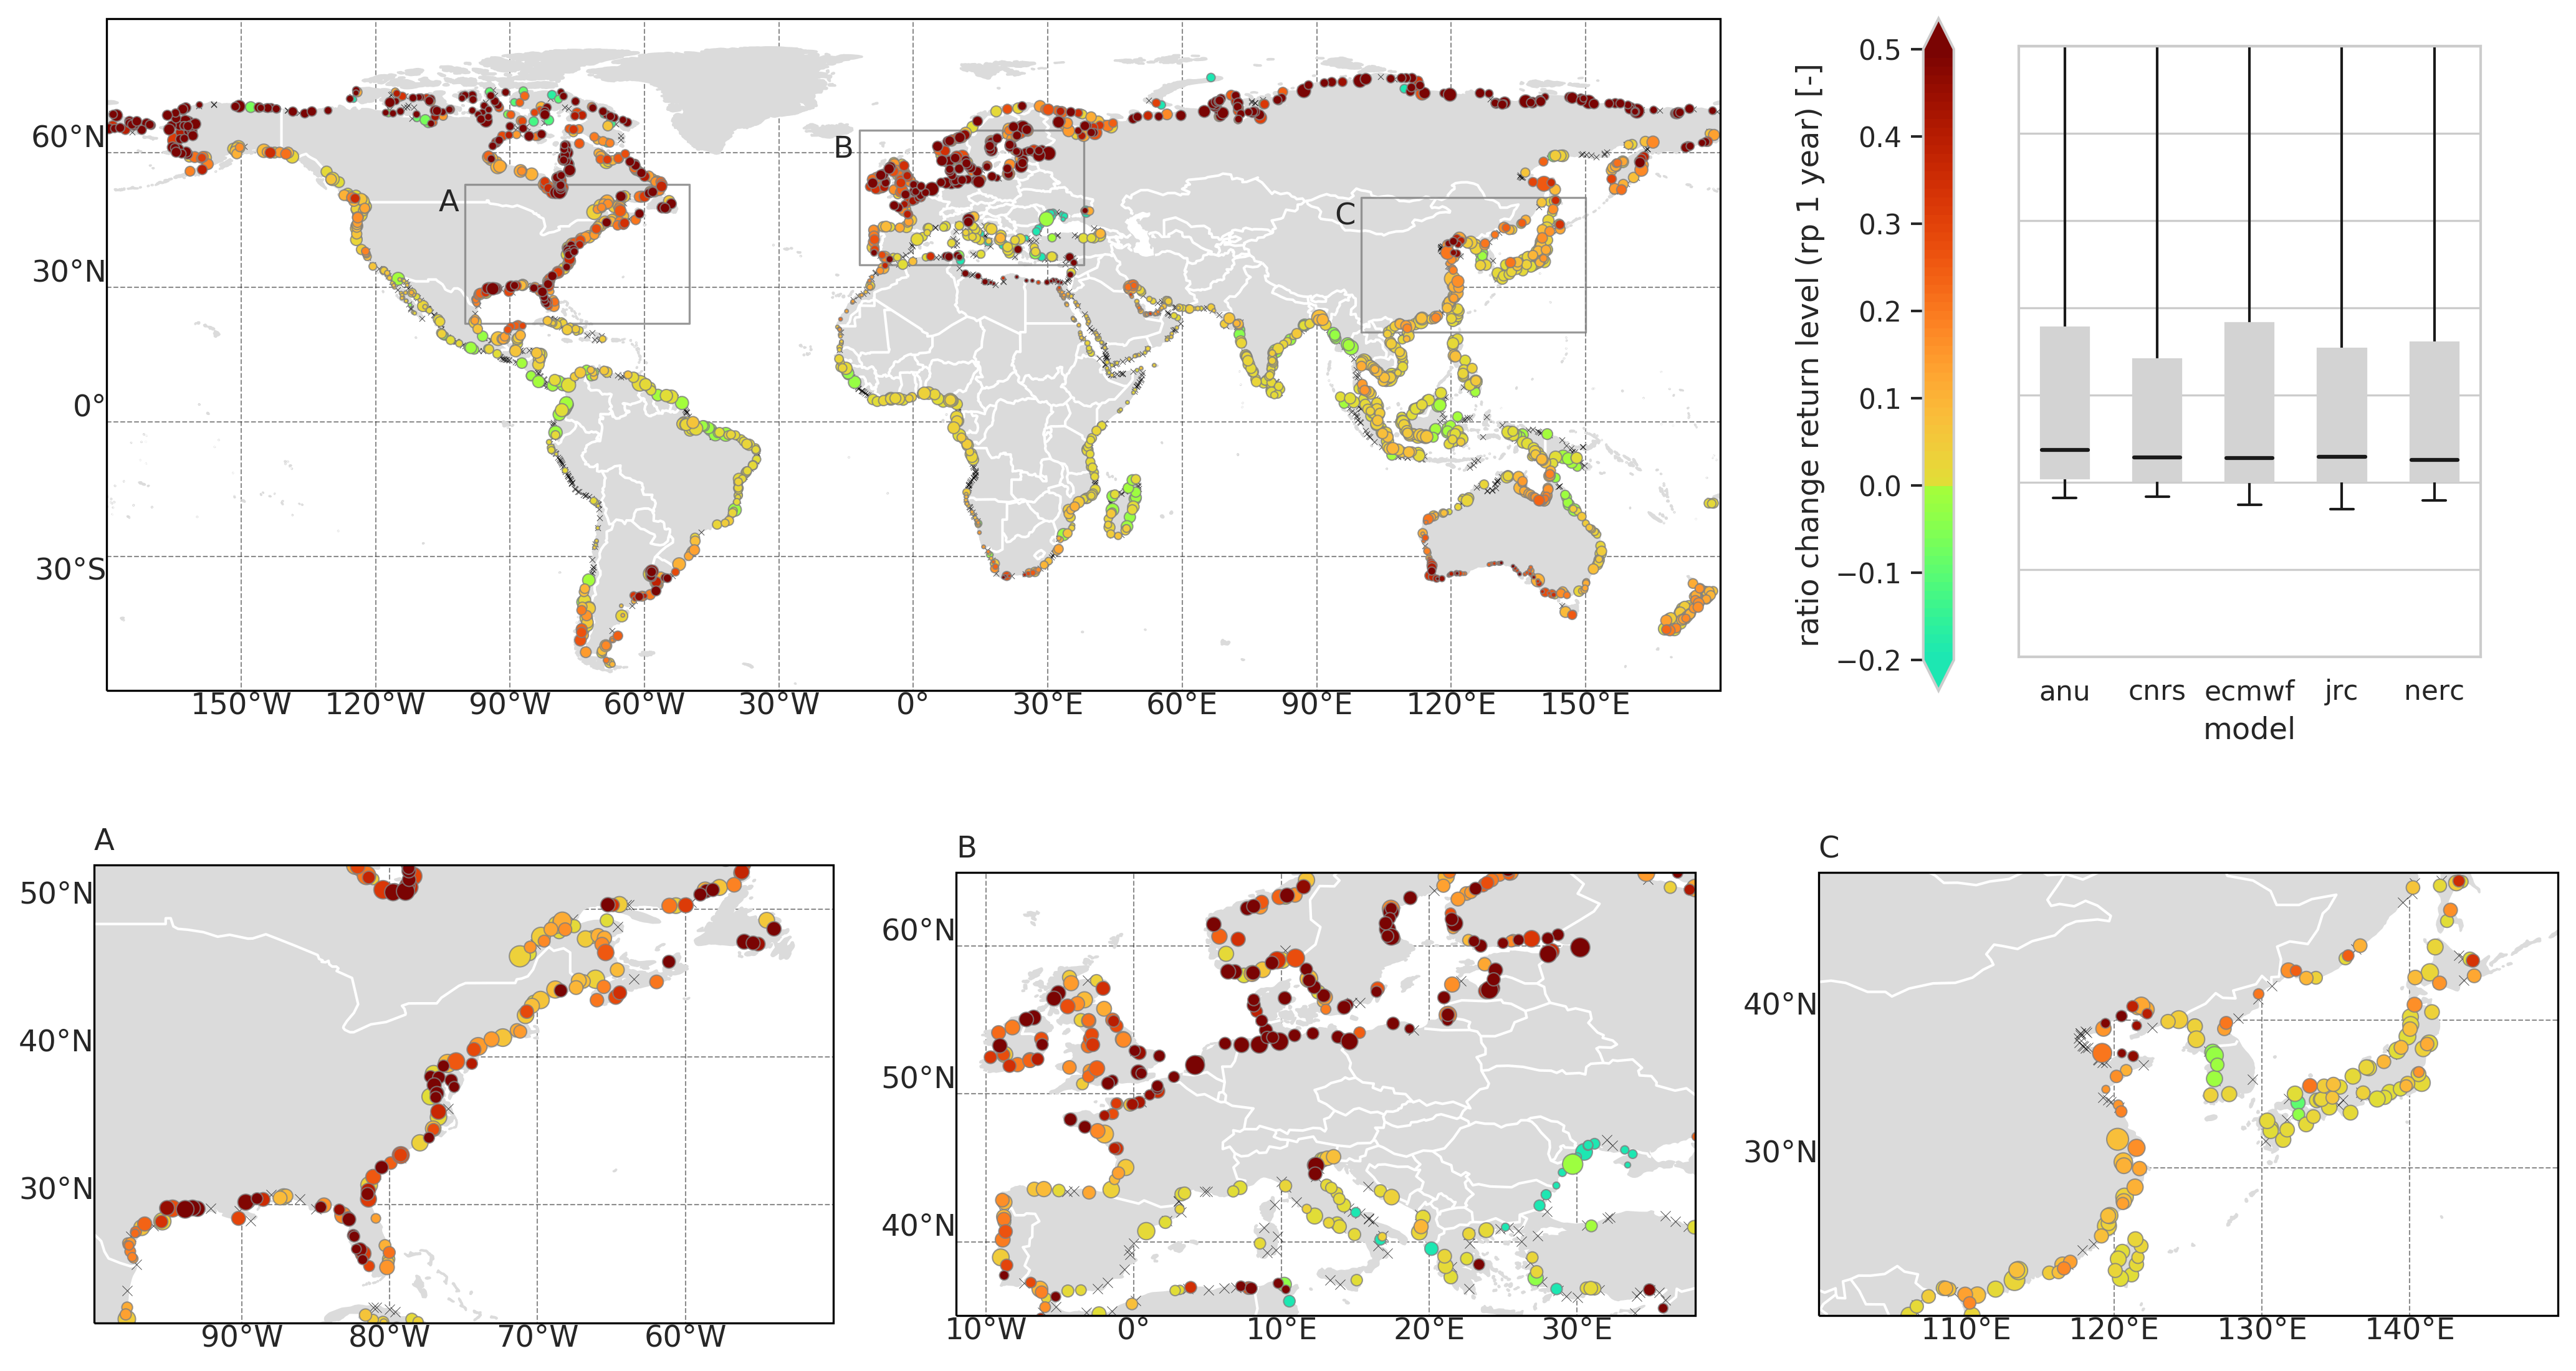 60°N
30°N
0°
30°S
150°W 120°W 90°W 60°W 30°W 0° 30°E 60°E 90°E 120°E 150°E
A
B
C
ratio change return level (rp 1 year) [-]
0.5
0.4
0.3
0.2
0.1
0.0
−0.1
−0.2
anu cnrs ecmwf jrc nerc
model
A
50°N
40°N
30°N
90°W 80°W 70°W 60°W
B
60°N
50°N
40°N
10°W 0° 10°E 20°E 30°E
C
40°N
30°N
110°E 120°E 130°E 140°E